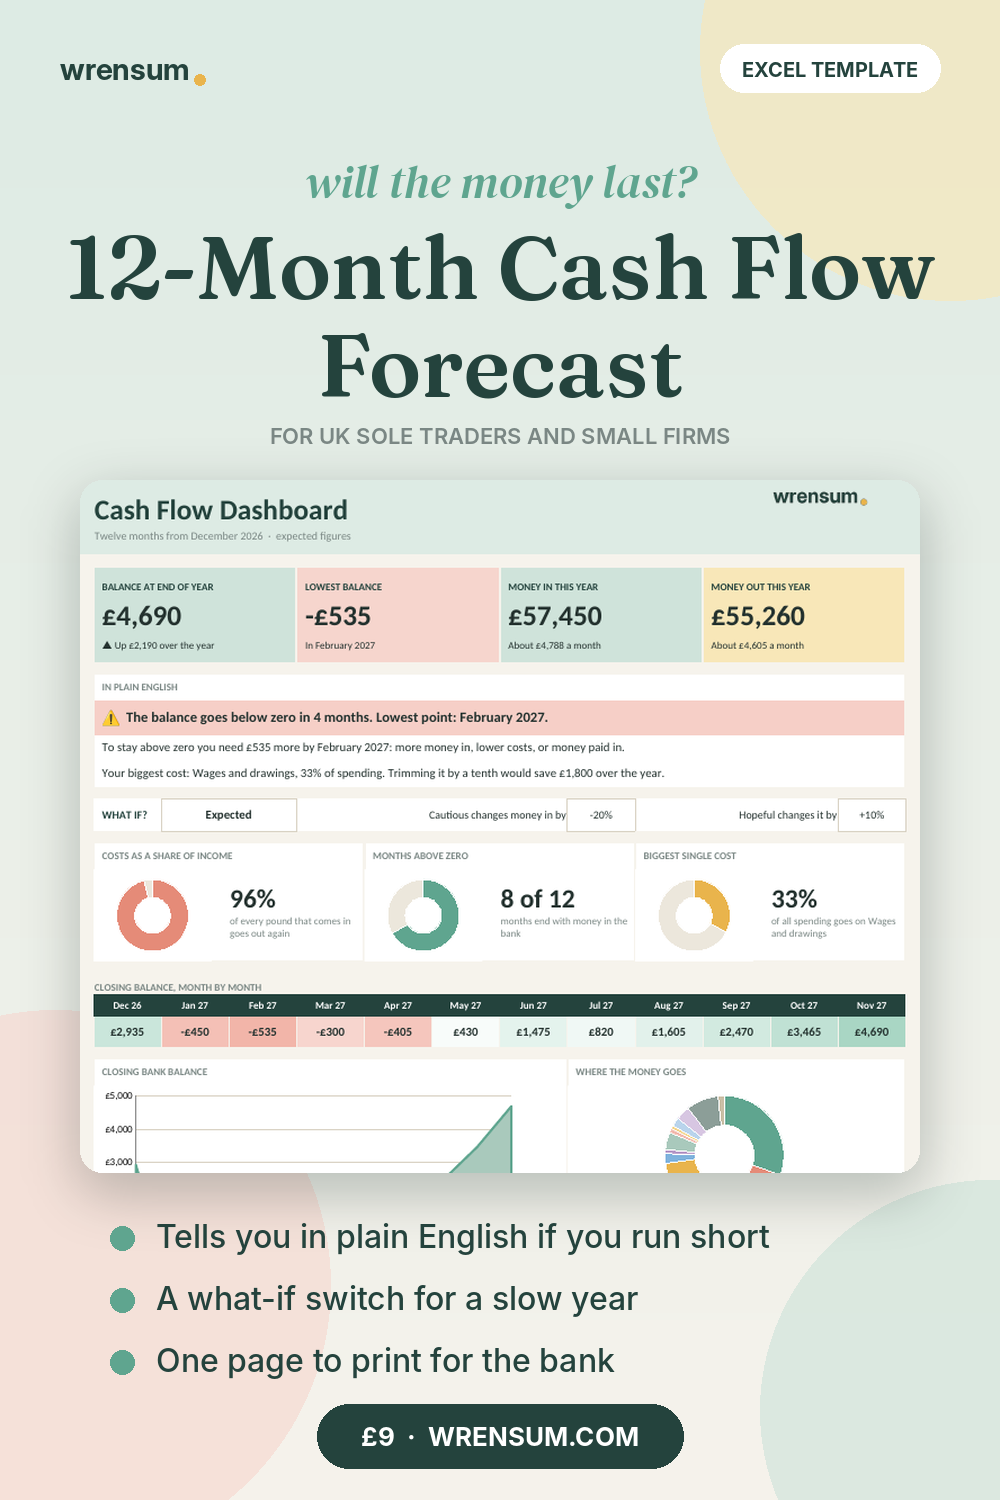 wrensum.
EXCEL TEMPLATE
will the money last?
12-Month Cash Flow
Forecast
FOR UK SOLE TRADERS AND SMALL FIRMS
Cash Flow Dashboard
wrensum.
Twelve months from December 2026 · expected figures
BALANCE AT END OF YEAR
£4,690
▲ Up £2,190 over the year
LOWEST BALANCE
-£535
In February 2027
MONEY IN THIS YEAR
£57,450
About £4,788 a month
MONEY OUT THIS YEAR
£55,260
About £4,605 a month
IN PLAIN ENGLISH
⚠️ The balance goes below zero in 4 months. Lowest point: February 2027.
To stay above zero you need £535 more by February 2027: more money in, lower costs, or money paid in.
Your biggest cost: Wages and drawings, 33% of spending. Trimming it by a tenth would save £1,800 over the year.
WHAT IF? Expected Cautious changes money in by -20% Hopeful changes it by +10%
COSTS AS A SHARE OF INCOME
96%
of every pound that comes in
goes out again
MONTHS ABOVE ZERO
8 of 12
months end with money in the
bank
BIGGEST SINGLE COST
33%
of all spending goes on Wages
and drawings
CLOSING BALANCE, MONTH BY MONTH
Dec 26 Jan 27 Feb 27 Mar 27 Apr 27 May 27 Jun 27 Jul 27 Aug 27 Sep 27 Oct 27 Nov 27
£2,935 -£450 -£535 -£300 -£405 £430 £1,475 £820 £1,605 £2,470 £3,465 £4,690
CLOSING BANK BALANCE
£5,000
£4,000
£3,000
WHERE THE MONEY GOES
Tells you in plain English if you run short
A what-if switch for a slow year
One page to print for the bank
£9 · WRENSUM.COM